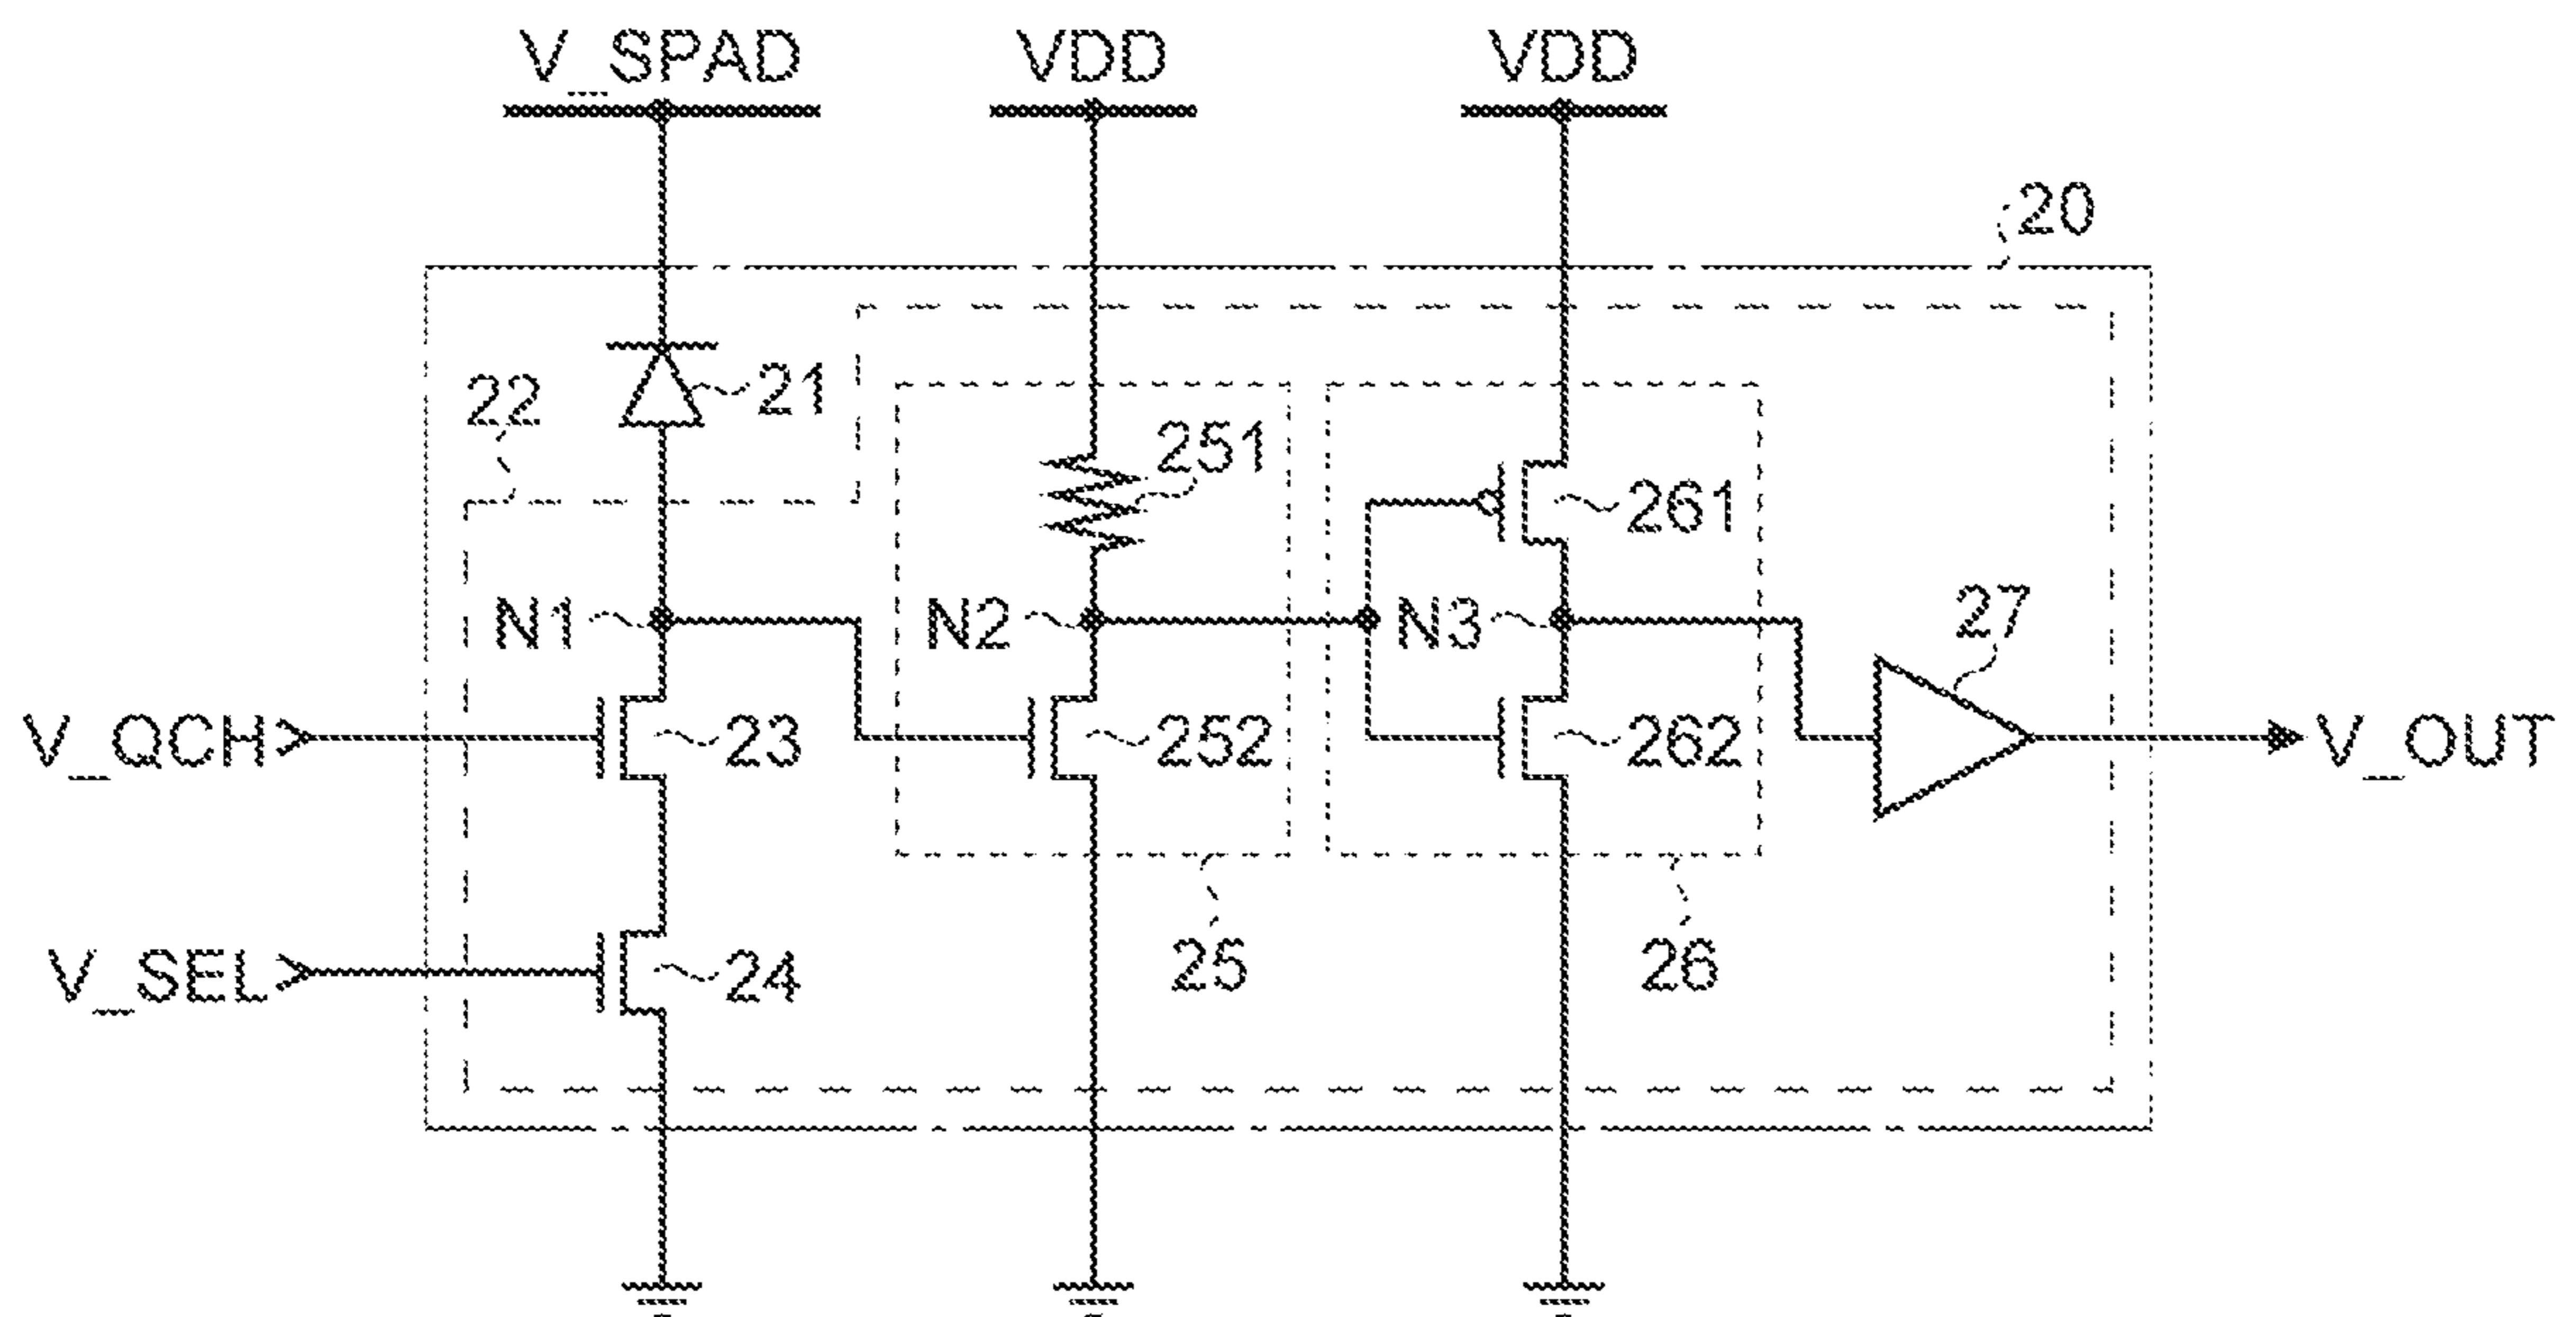 V_SPAD VDD VDD
20
22 21
251
261
N1 N2 N3
27
V_QCH 23 252 262 V_OUT
V_SEL 24 25 26